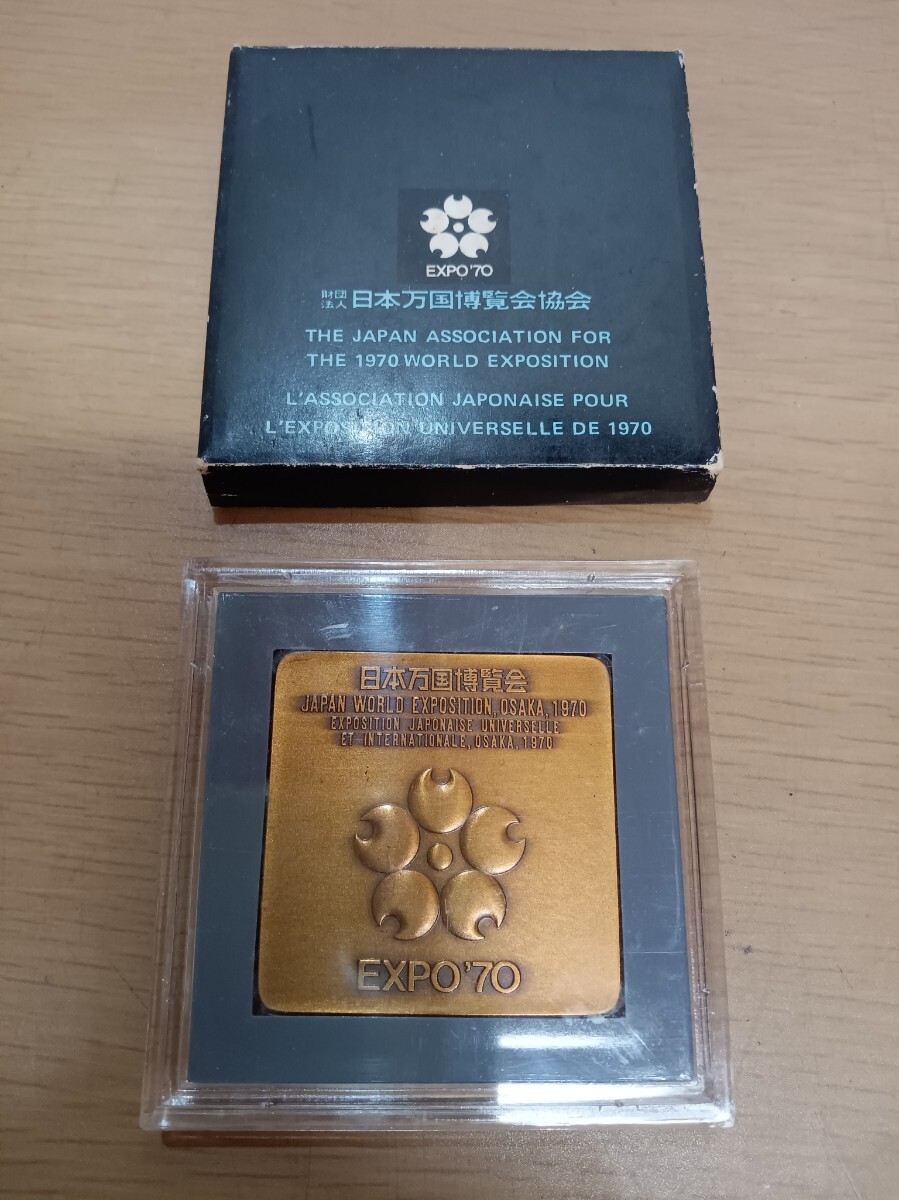 EXPO'70
財団法人 日本万国博覧会協会
THE JAPAN ASSOCIATION FOR
THE 1970 WORLD EXPOSITION
L'ASSOCIATION JAPONAISE POUR
L'EXPOSITION UNIVERSELLE DE 1970
日本万国博覧会
JAPAN WORLD EXPOSITION, OSAKA, 1970
EXPOSITION JAPONAISE UNIVERSELLE
ET INTERNATIONALE, OSAKA, 1970
EXPO'70